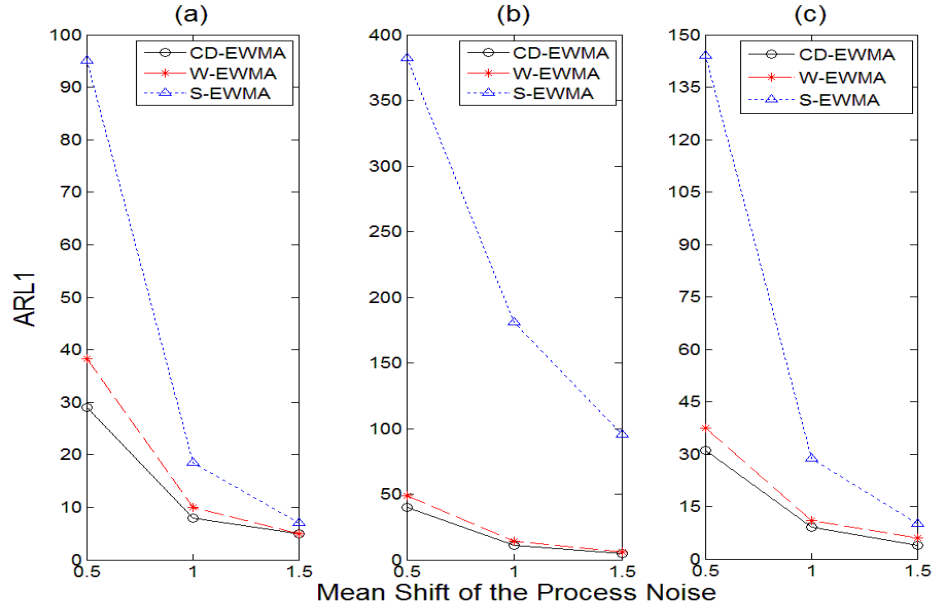 (a)
(b)
(c)
100
90
80
70
60
50
40
30
20
10
0
0.5
1
1.5
CD-EWMA
W-EWMA
S-EWMA
400
350
300
250
200
150
100
50
0
0.5
1
1.5
CD-EWMA
W-EWMA
S-EWMA
150
135
120
105
90
75
60
45
30
15
0
0.5
1
1.5
CD-EWMA
W-EWMA
S-EWMA
ARL1
Mean Shift of the Process Noise